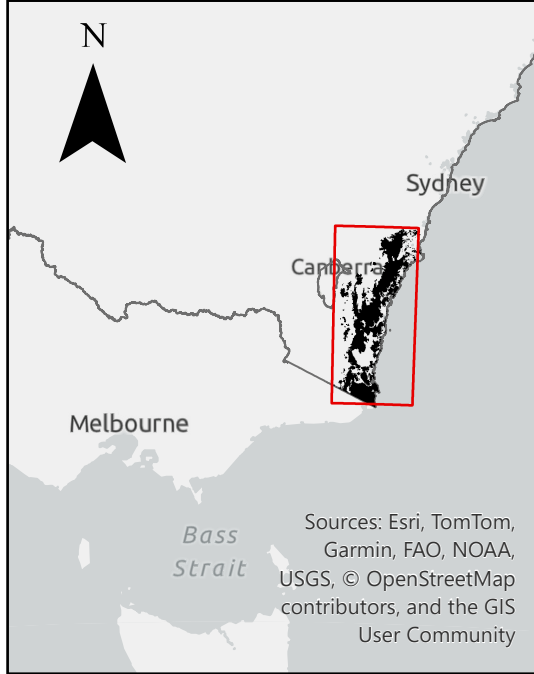 N
Sydney
Canberra
Melbourne
Bass
Strait
Sources: Esri, TomTom,
Garmin, FAO, NOAA,
USGS, © OpenStreetMap
contributors, and the GIS
User Community